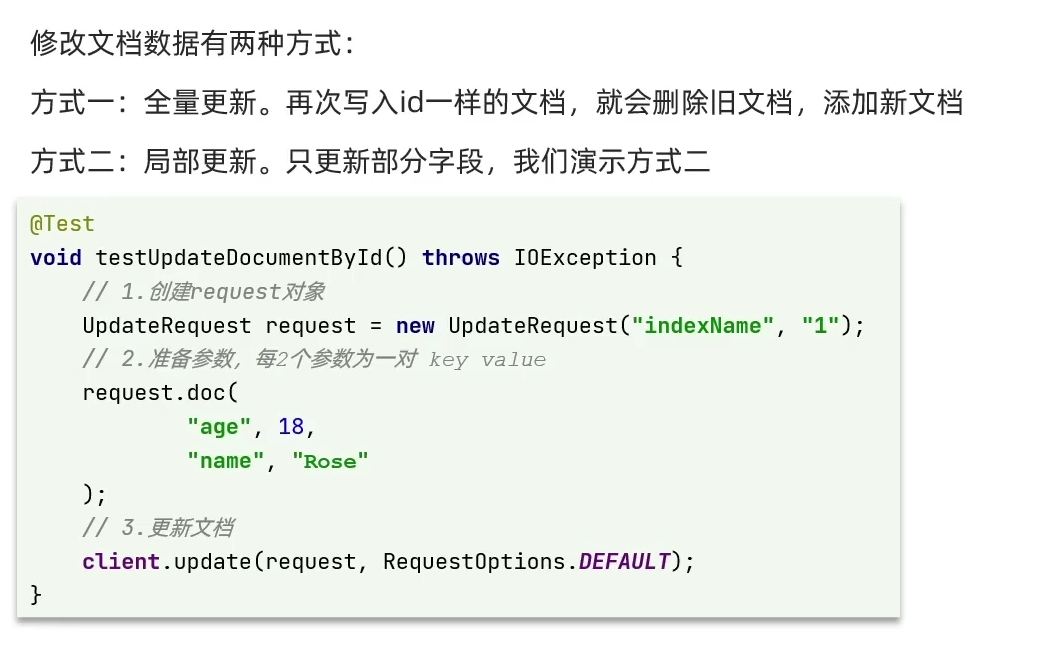 修改文档数据有两种方式：
方式一：全量更新。再次写入id一样的文档，就会删除旧文档，添加新文档
方式二：局部更新。只更新部分字段，我们演示方式二
@Test
void testUpdateDocumentById() throws IOException {
    // 1.创建request对象
    UpdateRequest request = new UpdateRequest("indexName", "1");
    // 2.准备参数，每2个参数为一对 key value
    request.doc(
            "age", 18,
            "name", "Rose"
    );
    // 3.更新文档
    client.update(request, RequestOptions.DEFAULT);
}